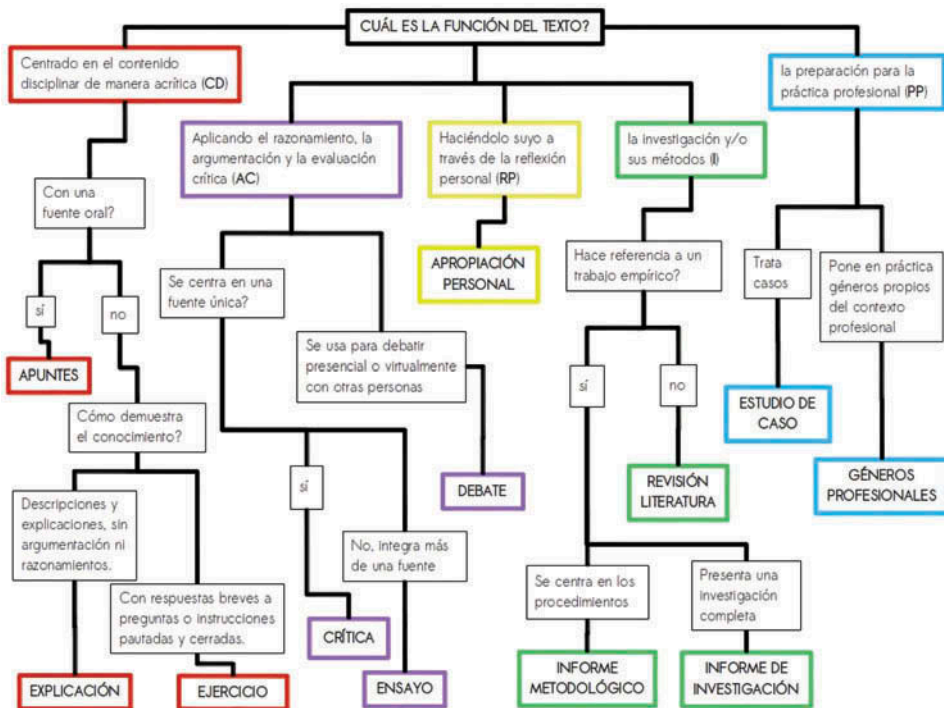 CUÁL ES LA FUNCIÓN DEL TEXTO?
Centrado en el contenido
disciplinar de manera acrítica (CD)
la preparación para la
práctica profesional (PP)
Aplicando el razonamiento, la
argumentación y la evaluación
crítica (AC)
Haciéndolo suyo a
través de la reflexión
personal (RP)
la investigación y/o
sus métodos (I)
Con una
fuente oral?
sí
no
APUNTES
Cómo demuestra
el conocimiento?
Descripciones y
explicaciones, sin
argumentación ni
razonamientos.
Con respuestas breves a
preguntas o instrucciones
pautadas y cerradas.
EXPLICACIÓN
EJERCICIO
Se centra en una
fuente única?
Se usa para debatir
presencial o virtualmente
con otras personas
DEBATE
sí
No, integra más
de una fuente
CRÍTICA
ENSAYO
APROPIACIÓN
PERSONAL
Hace referencia a un
trabajo empírico?
sí
no
REVISIÓN
LITERATURA
Se centra en los
procedimientos
Presenta una
investigación
completa
INFORME
METODOLÓGICO
INFORME DE
INVESTIGACIÓN
Trata
casos
Pone en práctica
géneros propios
del contexto
profesional
ESTUDIO DE
CASO
GÉNEROS
PROFESIONALES